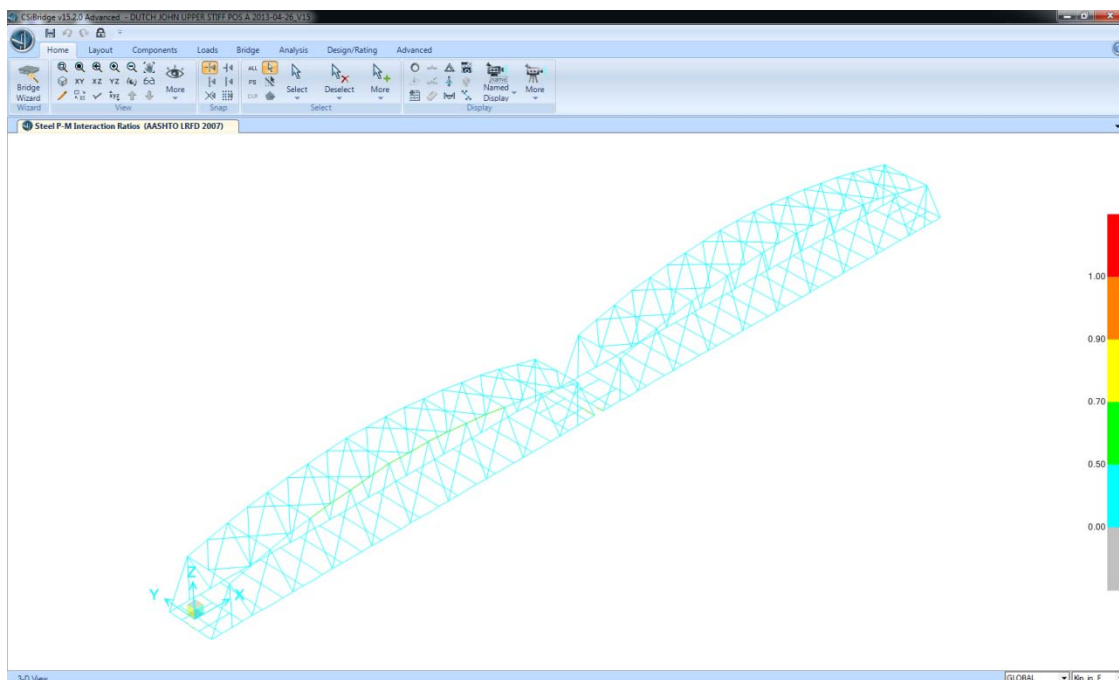 CSiBridge v15.2.0 Advanced - DUTCH JOHN UPPER STIFF POS A 2013-04-26_V15
Home Layout Components Loads Bridge Analysis Design/Rating Advanced
Bridge Wizard
XY XZ YZ
More
ALL
PS
CLR
Select Deselect More
Named Display
More
Wizard View Snap Select Display
Steel P-M Interaction Ratios (AASHTO LRFD 2007)
1.00
0.90
0.70
0.50
0.00
Z
Y X
3-D View GLOBAL Kip, in, F